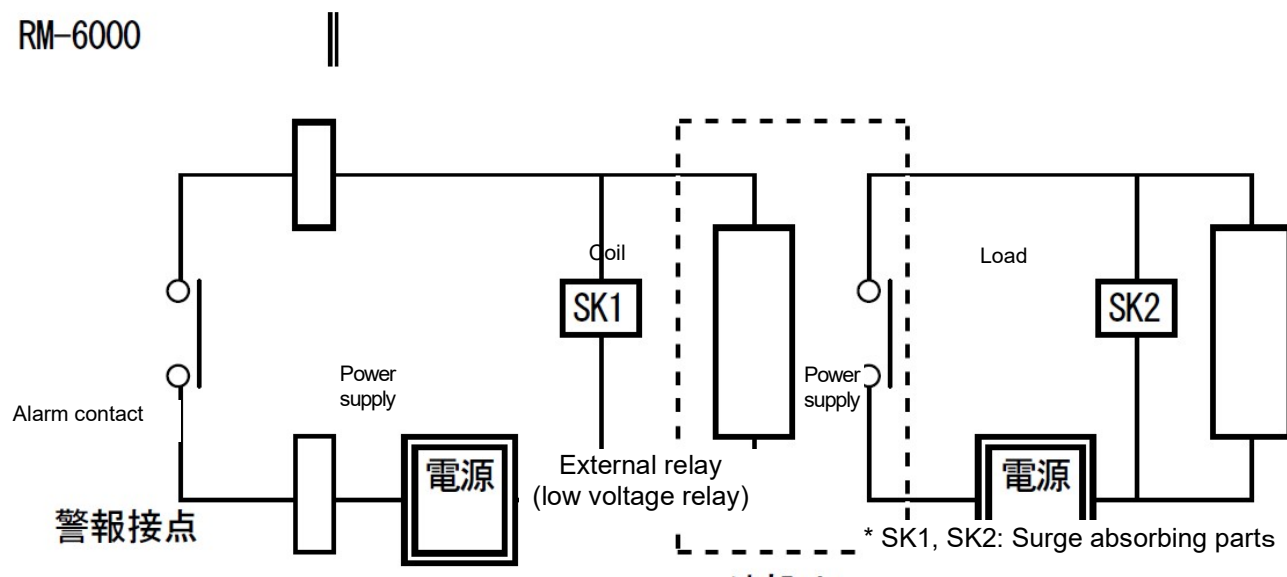 RM-6000
Coil
Load
SK1
SK2
Power
supply
Power
supply
Alarm contact
電源
External relay
(low voltage relay)
電源
警報接点
* SK1, SK2: Surge absorbing parts